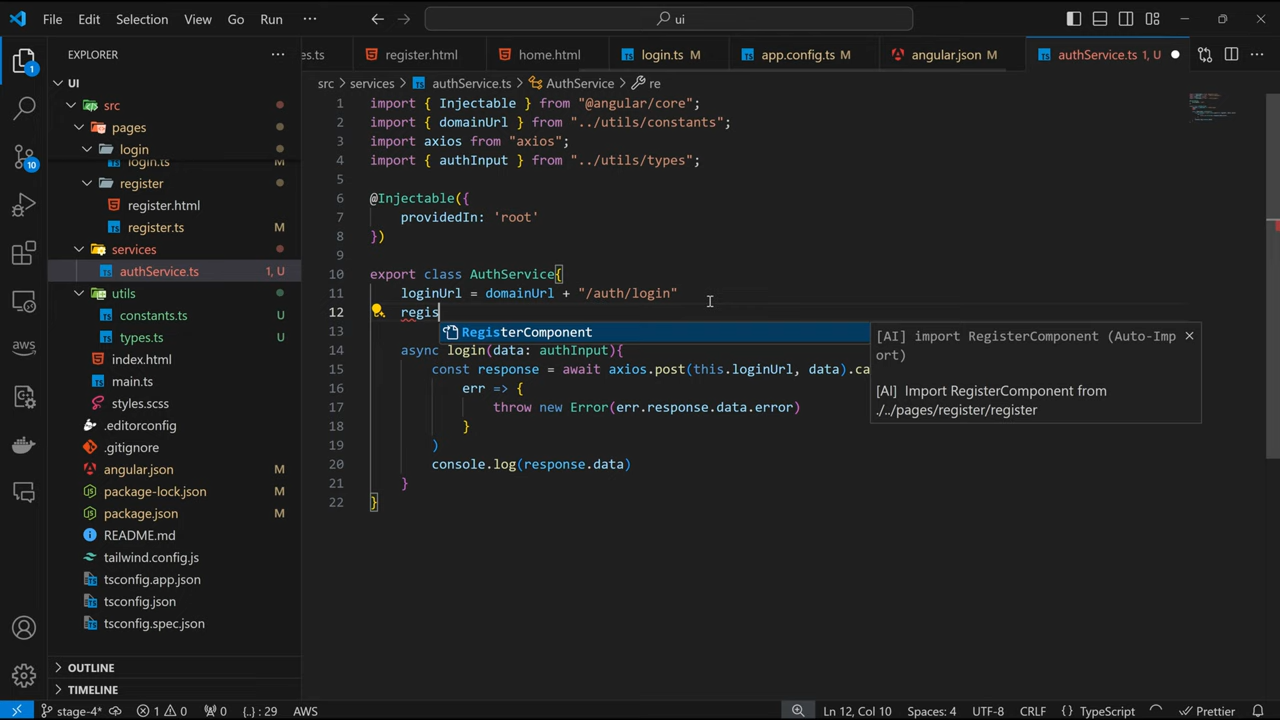 File Edit Selection View Go Run ui
EXPLORER
es.ts register.html home.html login.ts M app.config.ts M angular.json M authService.ts 1, U
UI
src > services > authService.ts > AuthService > re
src
pages
login
login.ts M
register
register.html
register.ts M
services
authService.ts 1, U
utils
constants.ts U
types.ts U
index.html
main.ts
styles.scss
.editorconfig
.gitignore
angular.json M
package-lock.json M
package.json M
README.md
tailwind.config.js
tsconfig.app.json
tsconfig.json
tsconfig.spec.json
OUTLINE
TIMELINE
1
10
aws
1 import { Injectable } from "@angular/core";
2 import { domainUrl } from "../utils/constants";
3 import axios from "axios";
4 import { authInput } from "../utils/types";
5
6 @Injectable({
7 providedIn: 'root'
8 })
9
10 export class AuthService{
11 loginUrl = domainUrl + "/auth/login"
12 regis
RegisterComponent
13
14 async login(data: authInput){
15 const response = await axios.post(this.loginUrl, data).ca
16 err => {
17 throw new Error(err.response.data.error)
18 }
19 )
20 console.log(response.data)
21 }
22 }
[AI] import RegisterComponent (Auto-Imp
ort)
[AI] Import RegisterComponent from
./../pages/register/register
stage-4* 1 0 0 {..} : 29 AWS Ln 12, Col 10 Spaces: 4 UTF-8 CRLF { } TypeScript Prettier